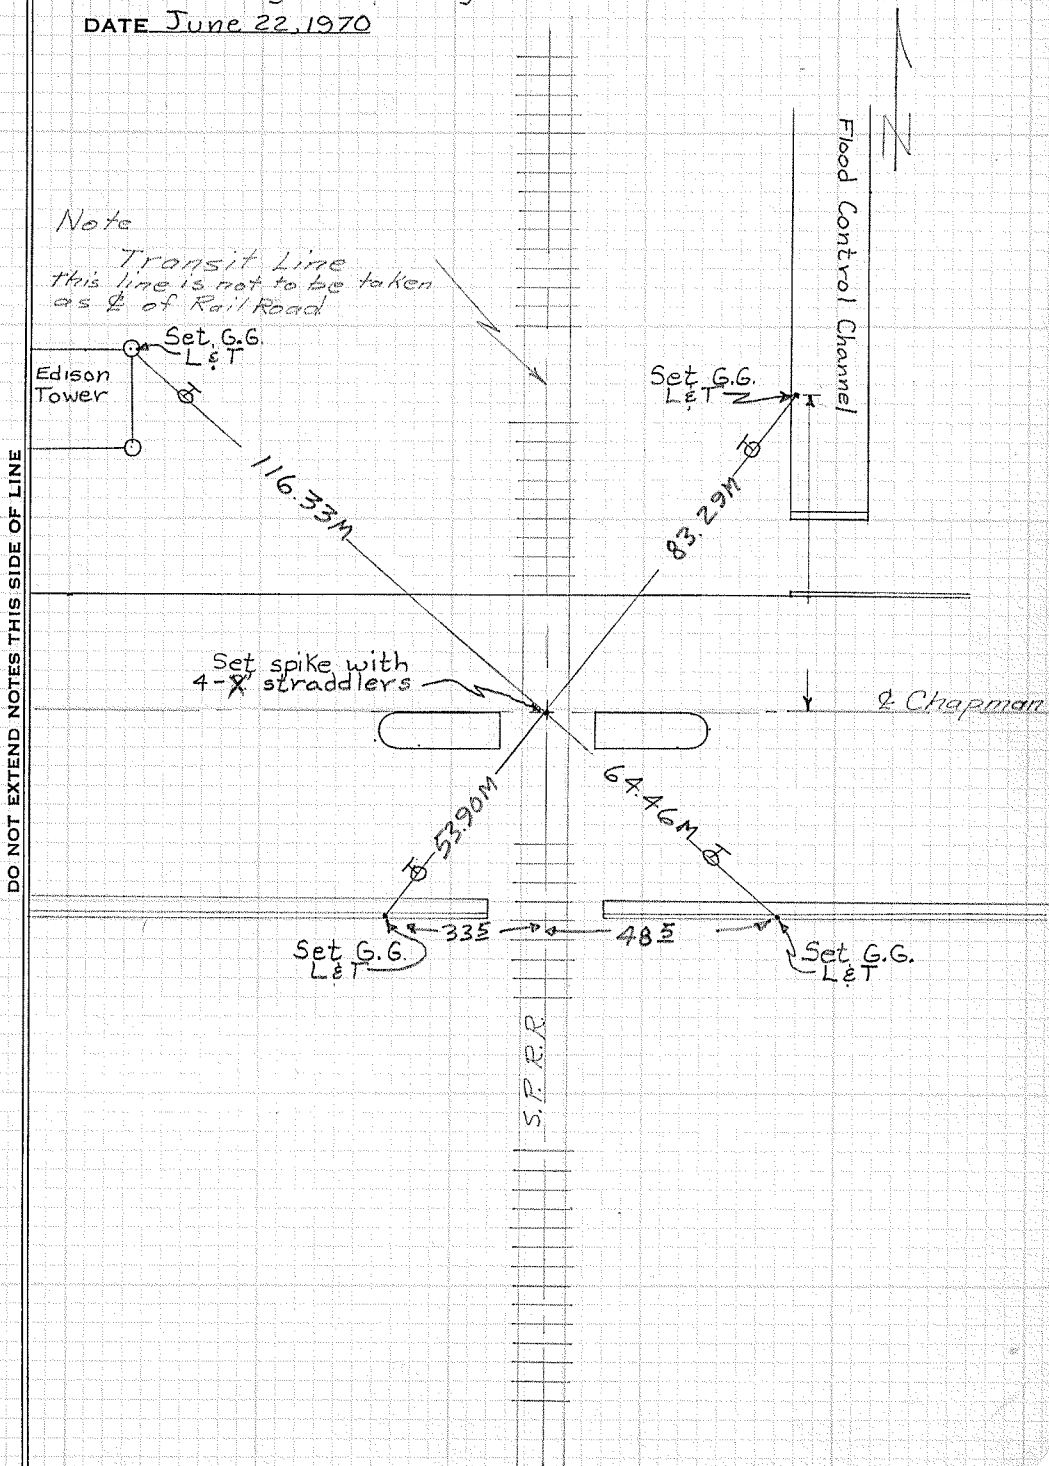 DATE June 22, 1970
Flood Control Channel
N
Note
Transit Line
this line is not to be taken
as ℄ of Rail Road
Set G.G.
L & T
Edison
Tower
Set G.G.
L & T
116.33M
83.29M
DO NOT EXTEND NOTES THIS SIDE OF LINE
Set spike with
straddlers
℄ Chapman
53.90M
64.46M
33 5
48 5
Set G.G.
L & T
Set G.G.
L & T
S.P. R.R.